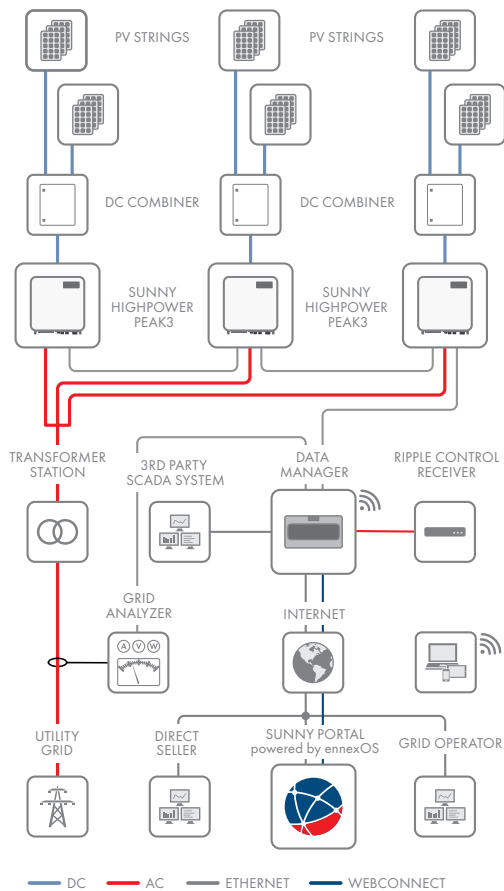 PV STRINGS
PV STRINGS
DC COMBINER
DC COMBINER
SUNNY
HIGHPOWER
PEAK3
SUNNY
HIGHPOWER
PEAK3
TRANSFORMER
STATION
3RD PARTY
SCADA SYSTEM
DATA
MANAGER
RIPPLE CONTROL
RECEIVER
GRID
ANALYZER
A V W
INTERNET
UTILITY
GRID
DIRECT
SELLER
SUNNY PORTAL
powered by ennexOS
GRID OPERATOR
DC AC ETHERNET WEBCONNECT